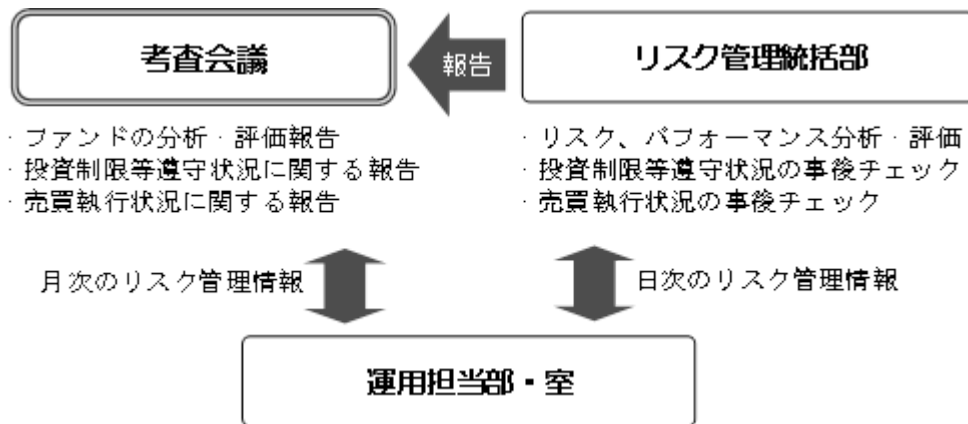 考査会議
報告
リスク管理統括部
・ファンドの分析・評価報告
・投資制限等遵守状況に関する報告
・売買執行状況に関する報告
・リスク、パフォーマンス分析・評価
・投資制限等遵守状況の事後チェック
・売買執行状況の事後チェック
月次のリスク管理情報
日次のリスク管理情報
運用担当部・室